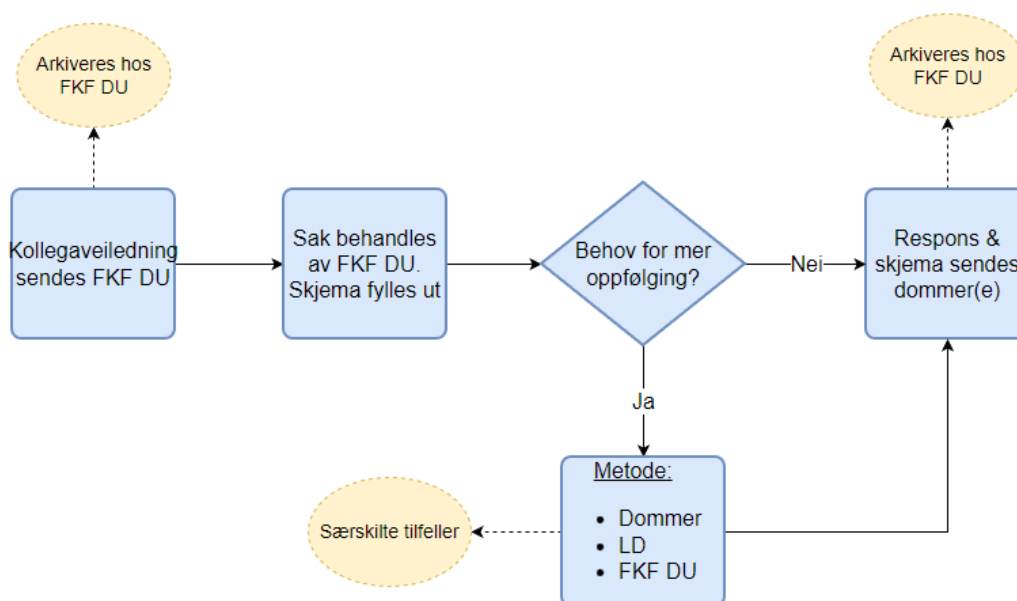 Arkiveres hos
FKF DU
Arkiveres hos
FKF DU
Kollegaveiledning
sendes FKF DU
Sak behandles
av FKF DU.
Skjema fylles ut
Behov for mer
oppfølging?
Nei
Respons &
skjema sendes
dommer(e)
Ja
Metode:
• Dommer
• LD
• FKF DU
Særskilte tilfeller